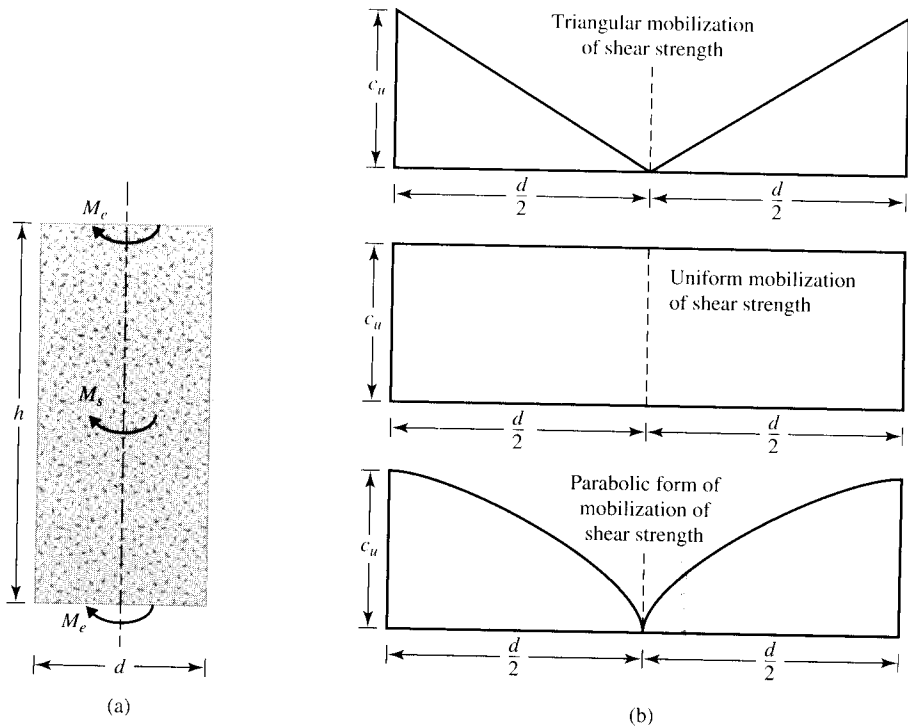 M_e
h
M_s
M_e
d
(a)
Triangular mobilization
of shear strength
c_u
d/2
d/2
Uniform mobilization
of shear strength
c_u
d/2
d/2
Parabolic form of
mobilization of
shear strength
c_u
d/2
d/2
(b)